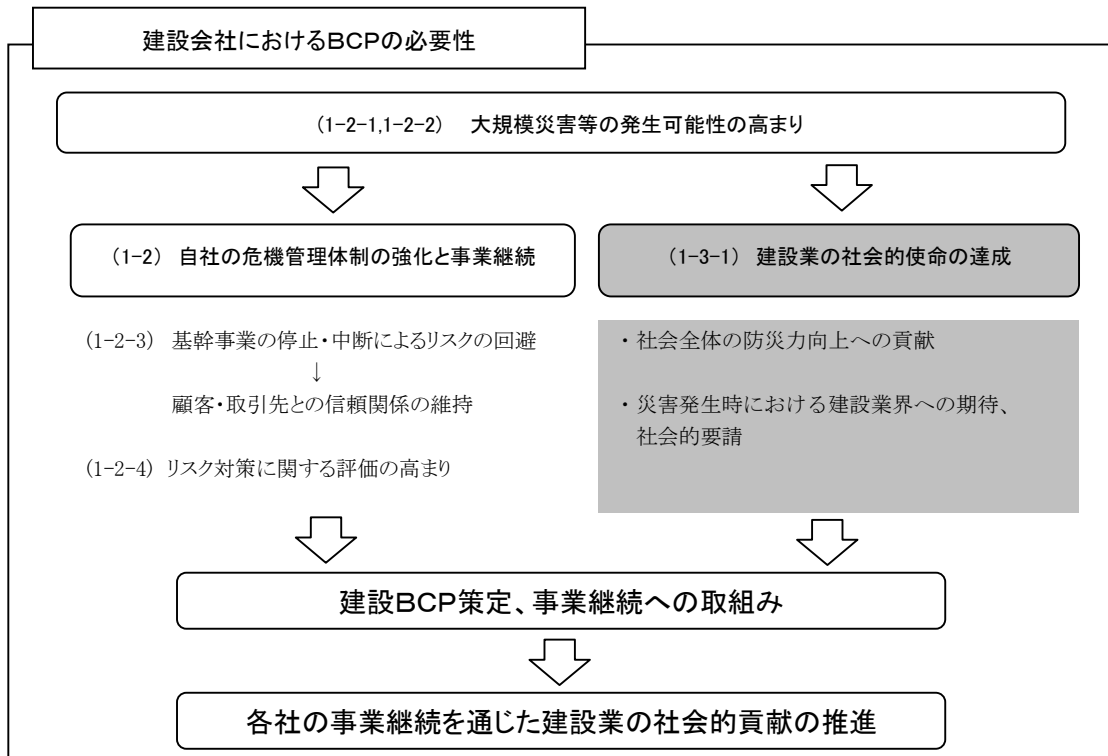 建設会社におけるBCPの必要性
(1-2-1,1-2-2) 大規模災害等の発生可能性の高まり
(1-2) 自社の危機管理体制の強化と事業継続
(1-2-3) 基幹事業の停止・中断によるリスクの回避
↓
顧客・取引先との信頼関係の維持
(1-2-4) リスク対策に関する評価の高まり
(1-3-1) 建設業の社会的使命の達成
・社会全体の防災力向上への貢献
・災害発生時における建設業界への期待、
社会的要請
建設BCP策定、事業継続への取組み
各社の事業継続を通じた建設業の社会的貢献の推進